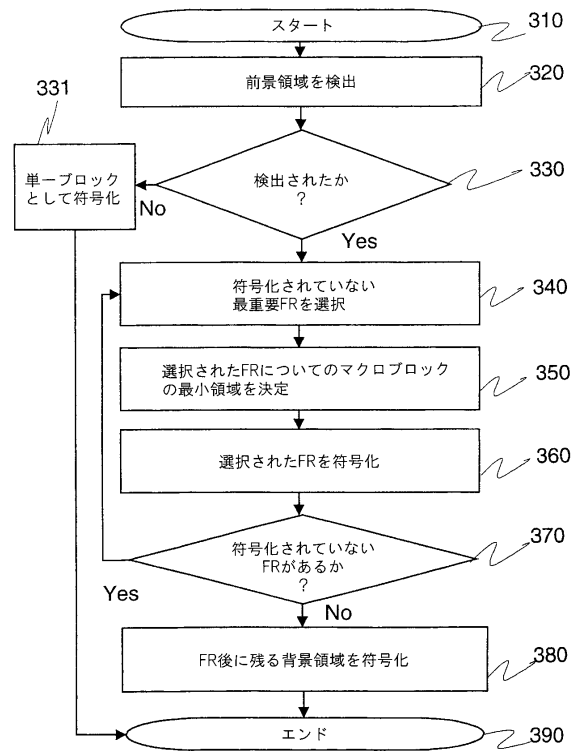 スタート
310
前景領域を検出
320
331
単一ブロック
として符号化
検出されたか
?
330
No
Yes
符号化されていない
最重要FRを選択
340
選択されたFRについてのマクロブロック
の最小領域を決定
350
選択されたFRを符号化
360
符号化されていない
FRがあるか
?
370
Yes
No
FR後に残る背景領域を符号化
380
エンド
390